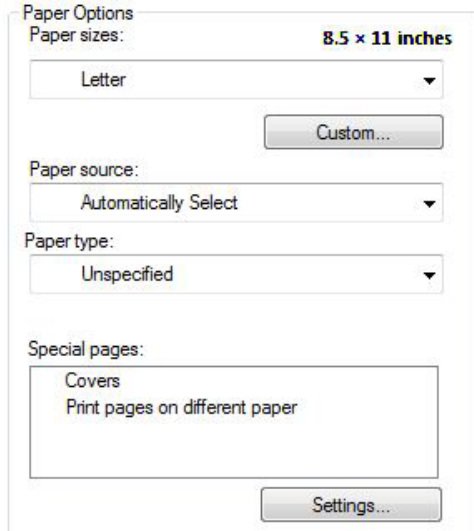 Paper Options
Paper sizes:
8.5 × 11 inches
Letter
Custom...
Paper source:
Automatically Select
Paper type:
Unspecified
Special pages:
Covers
Print pages on different paper
Settings...